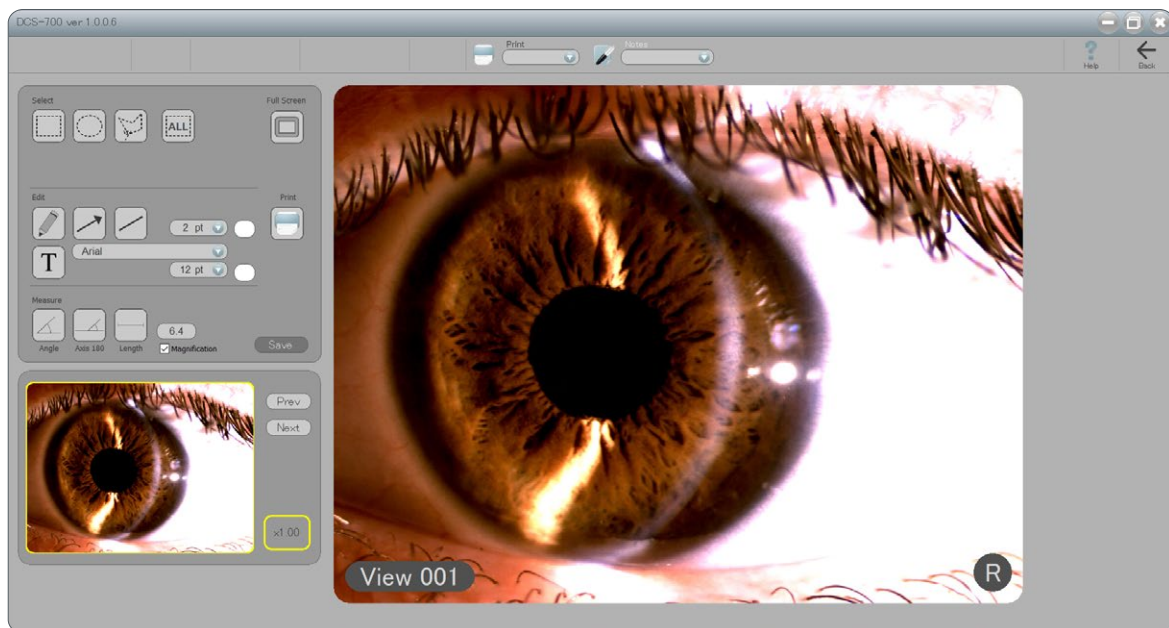 DCS-700 ver 1.0.0.6
Print
Notes
Help
Back
Select
Full Screen
ALL
Edit
Print
2 pt
T
Arial
12 pt
Measure
6.4
Angle
Axis 180
Length
Magnification
Save
Prev
Next
x1.00
View 001
R